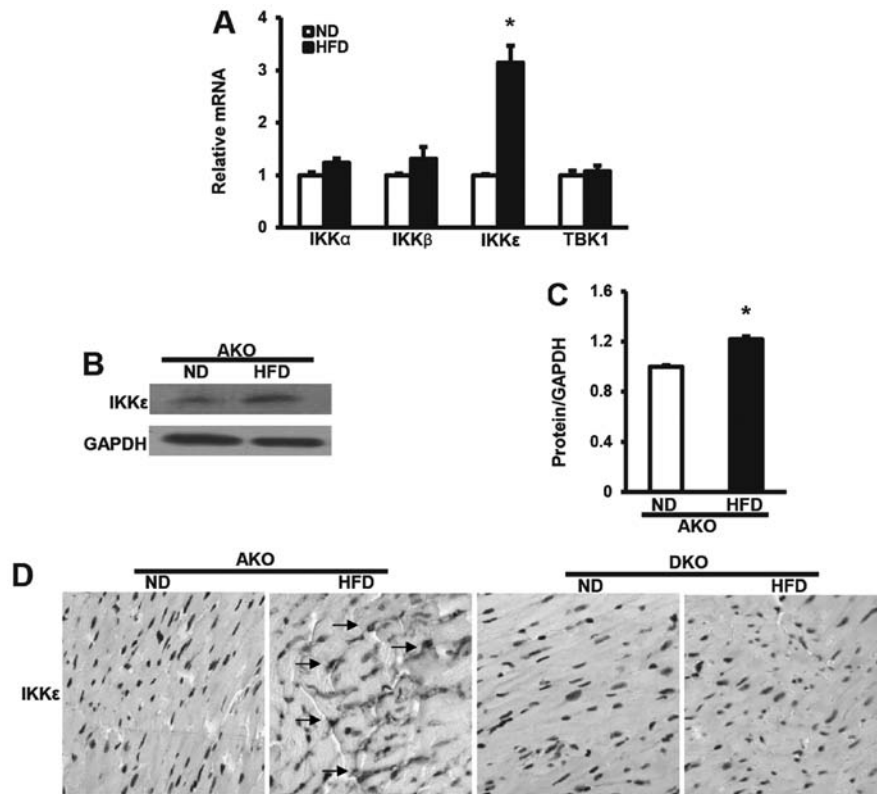 A
4
3
2
1
0
Relative mRNA
ND
HFD
*
IKKα IKKβ IKKε TBK1
B
AKO
ND HFD
IKKε
GAPDH
C
1.6
1.2
0.8
0.4
0
Protein/GAPDH
*
ND HFD
AKO
D
AKO DKO
ND HFD ND HFD
IKKε